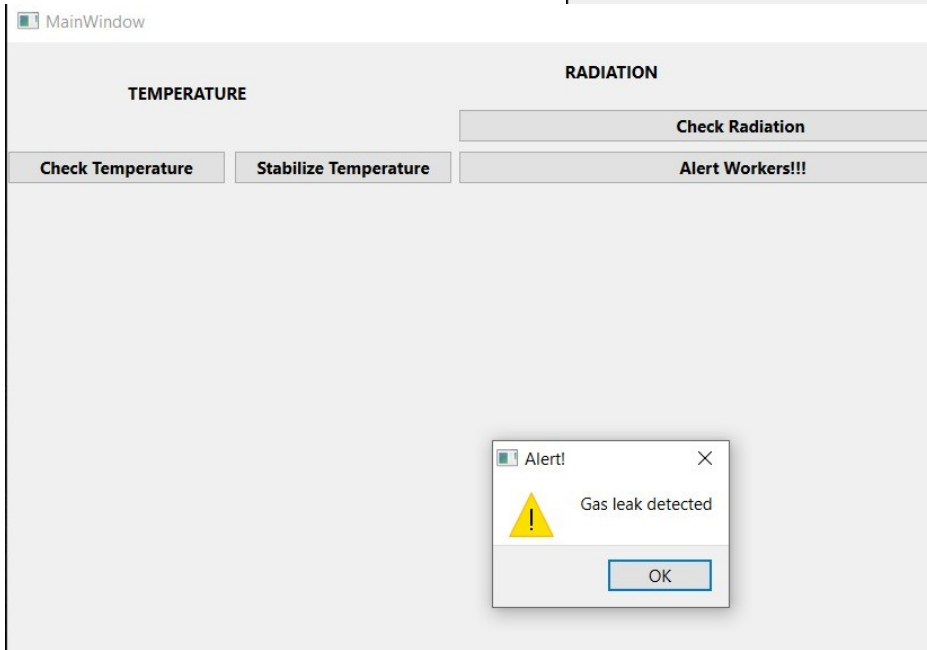 MainWindow
TEMPERATURE
RADIATION
Check Radiation
Check Temperature
Stabilize Temperature
Alert Workers!!!
Alert!
Gas leak detected
OK